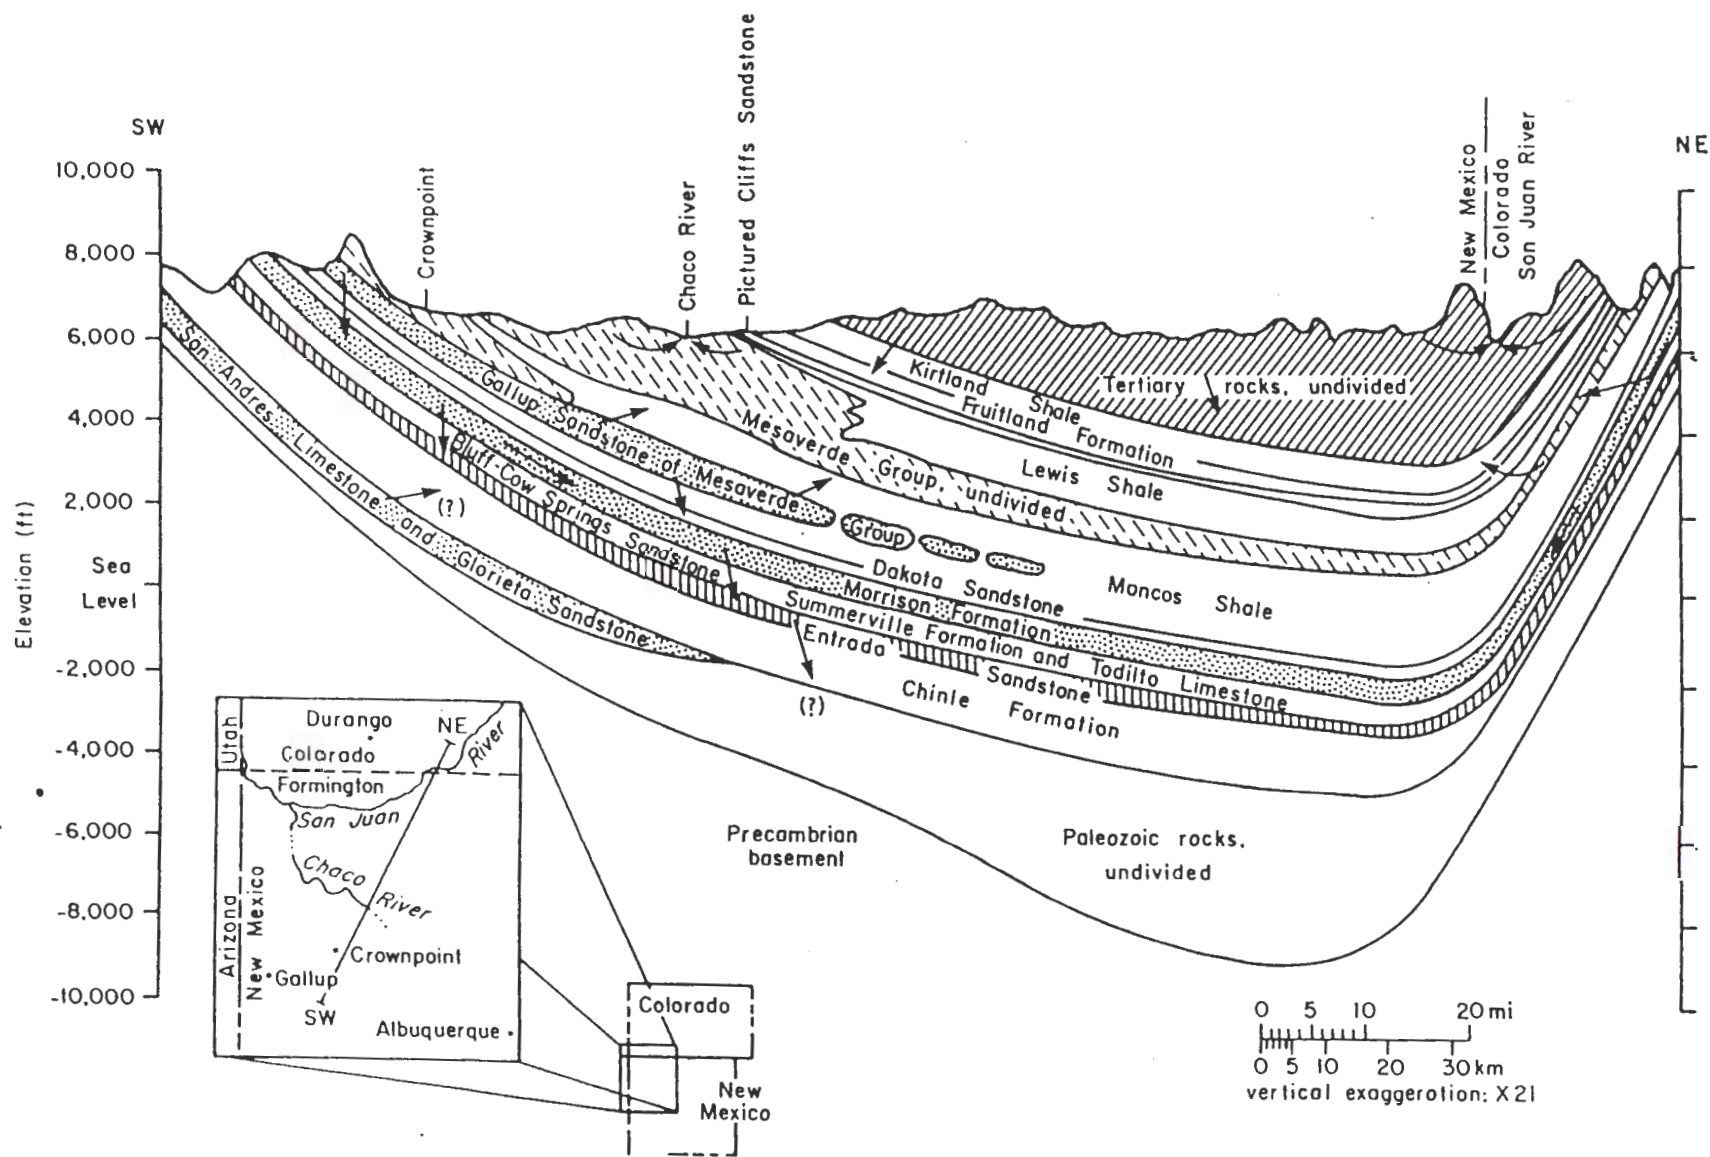 SW
NE
10,000
8,000
6,000
4,000
2,000
Sea
Level
-2,000
-4,000
-6,000
-8,000
-10,000
Elevation (ft)
Crownpoint
Chaco River
Pictured Cliffs Sandstone
New Mexico
Colorado
San Juan River
Kirtland Shale
Fruitland Formation
Tertiary rocks, undivided
Lewis Shale
Mesaverde Group, undivided
Gallup Sandstone of Mesaverde Group
Mancos Shale
Dakota Sandstone
Morrison Formation
Bluff-Cow Springs Sandstone
Summerville Formation and Todilto Limestone
Entrada Sandstone
San Andres Limestone and Glorieta Sandstone
(?)
(?)
Chinle Formation
Precambrian
basement
Paleozoic rocks,
undivided
Utah
Durango
NE
Colorado
River
Formington
San Juan
Chaco River
Arizona
New Mexico
Crownpoint
Gallup
SW
Albuquerque
Colorado
New
Mexico
0 5 10 20 mi
0 5 10 20 30 km
vertical exaggeration: X21